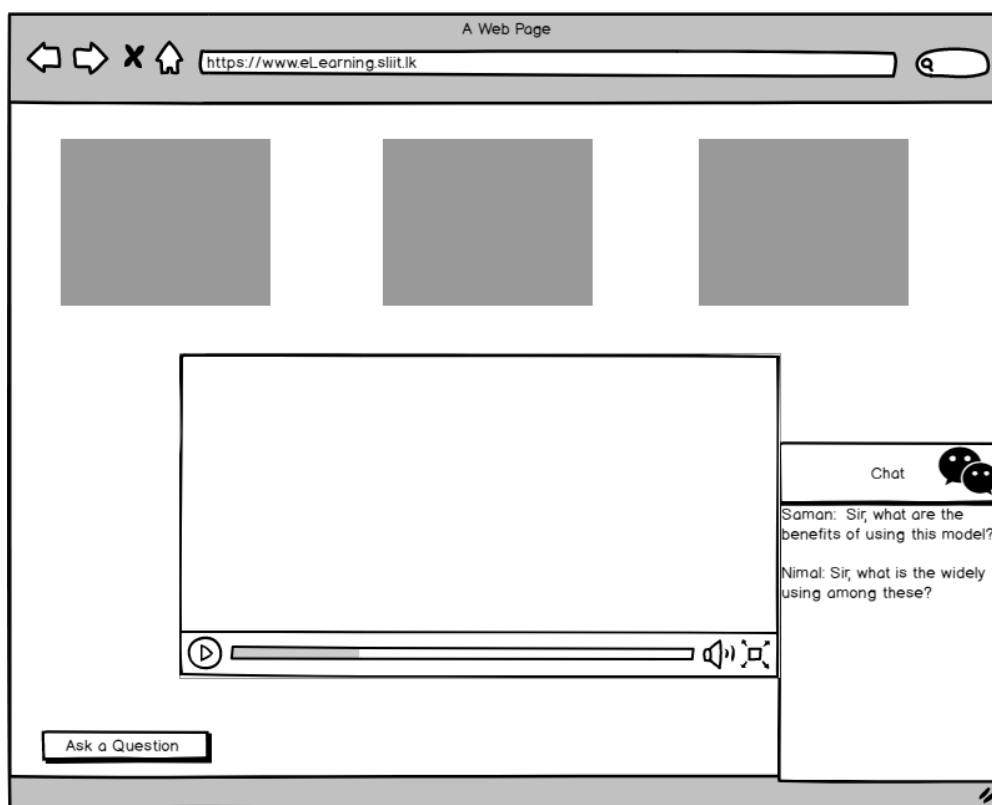 A Web Page
https://www.eLearning.sliit.lk
Chat
Saman: Sir, what are the
benefits of using this model?
Nimal: Sir, what is the widely
using among these?
Ask a Question